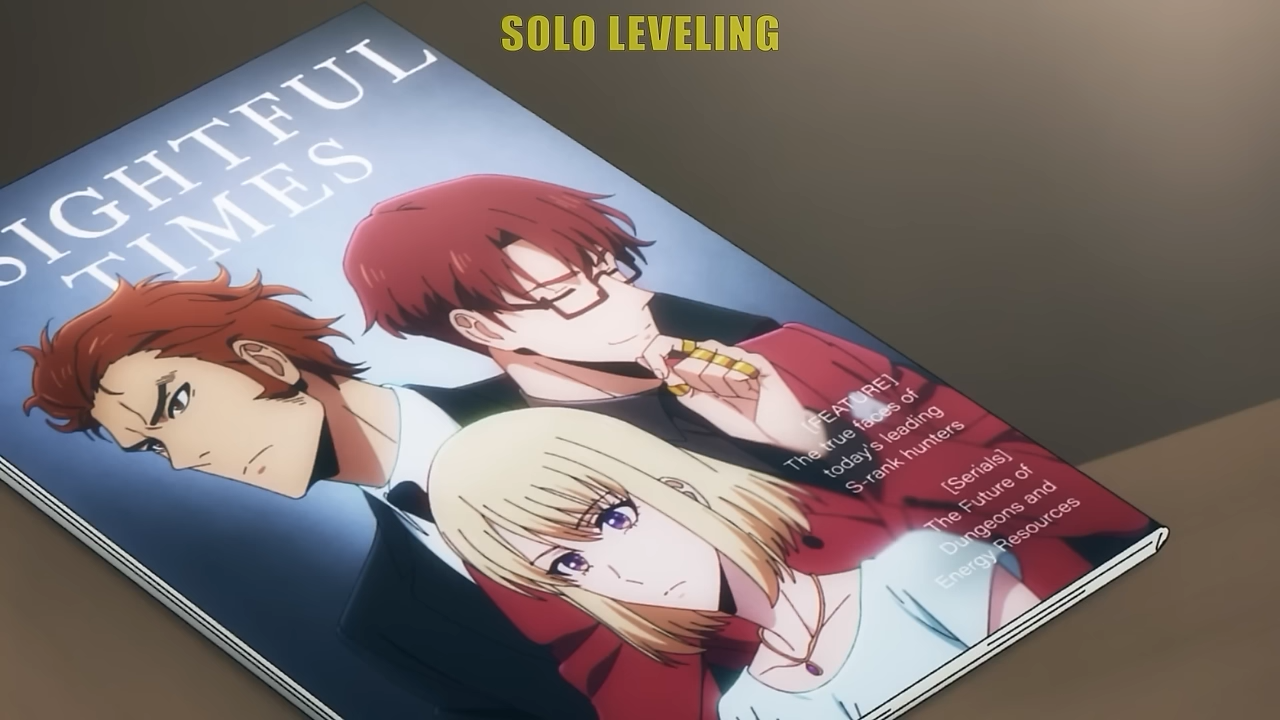 SOLO LEVELING
SIGHTFUL
TIMES
[FEATURE]
The true faces of
today's leading
S-rank hunters
[Serials]
The Future of
Dungeons and
Energy Resources